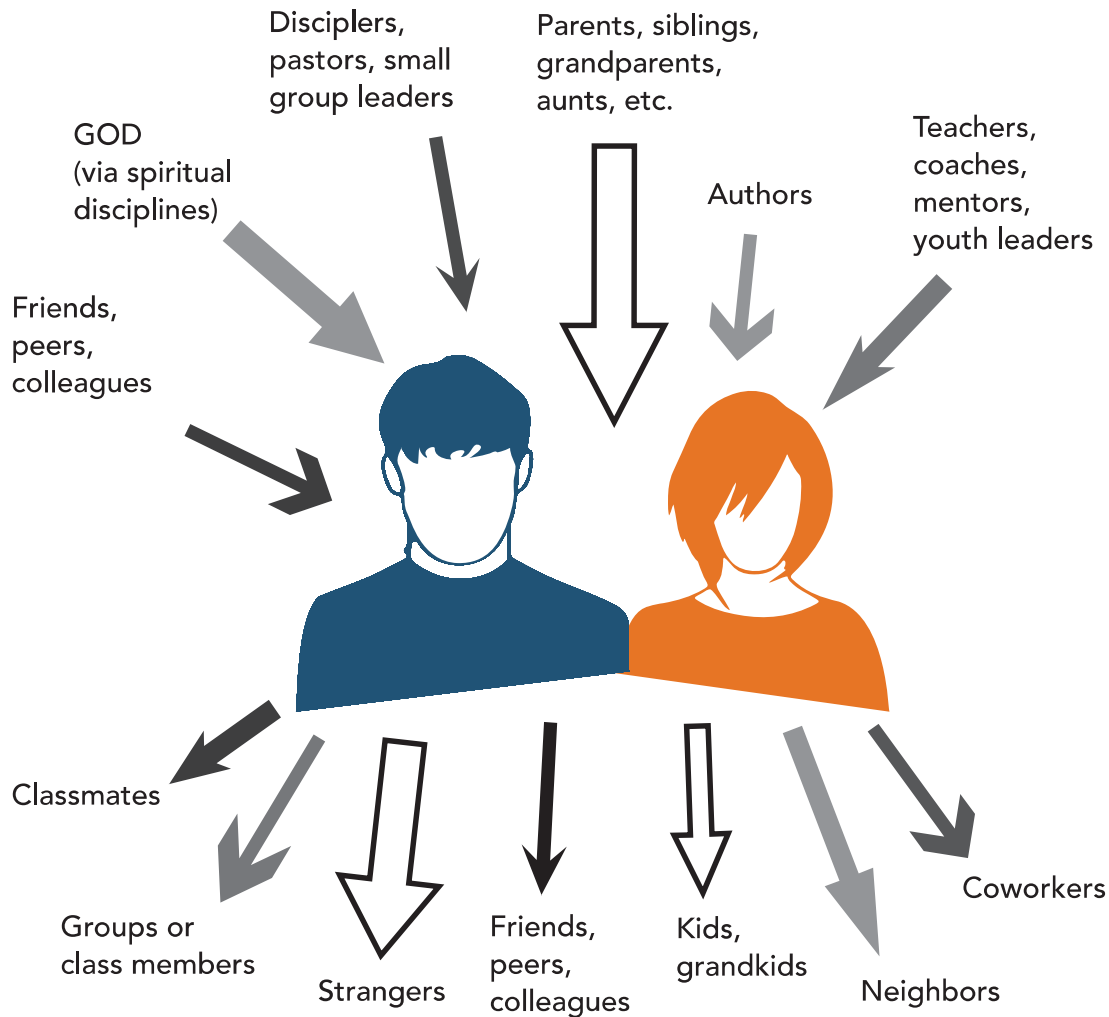 Disciplers,
pastors, small
group leaders
Parents, siblings,
grandparents,
aunts, etc.
GOD
(via spiritual
disciplines)
Authors
Teachers,
coaches,
mentors,
youth leaders
Friends,
peers,
colleagues
Classmates
Groups or
class members
Strangers
Friends,
peers,
colleagues
Kids,
grandkids
Neighbors
Coworkers